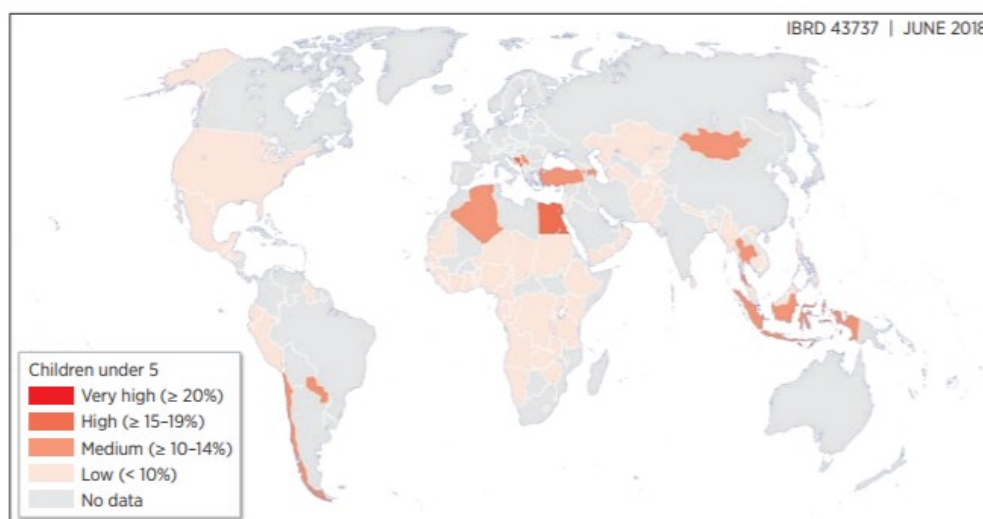 IBRD 43737 | JUNE 2018
Children under 5
Very high (≥ 20%)
High (≥ 15–19%)
Medium (≥ 10–14%)
Low (< 10%)
No data